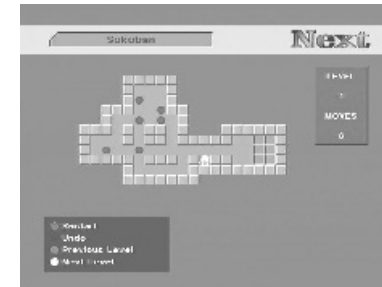 Sokoban
Next
LEVEL
MOVES
0
Restart
Undo
Previous Level
Next Level